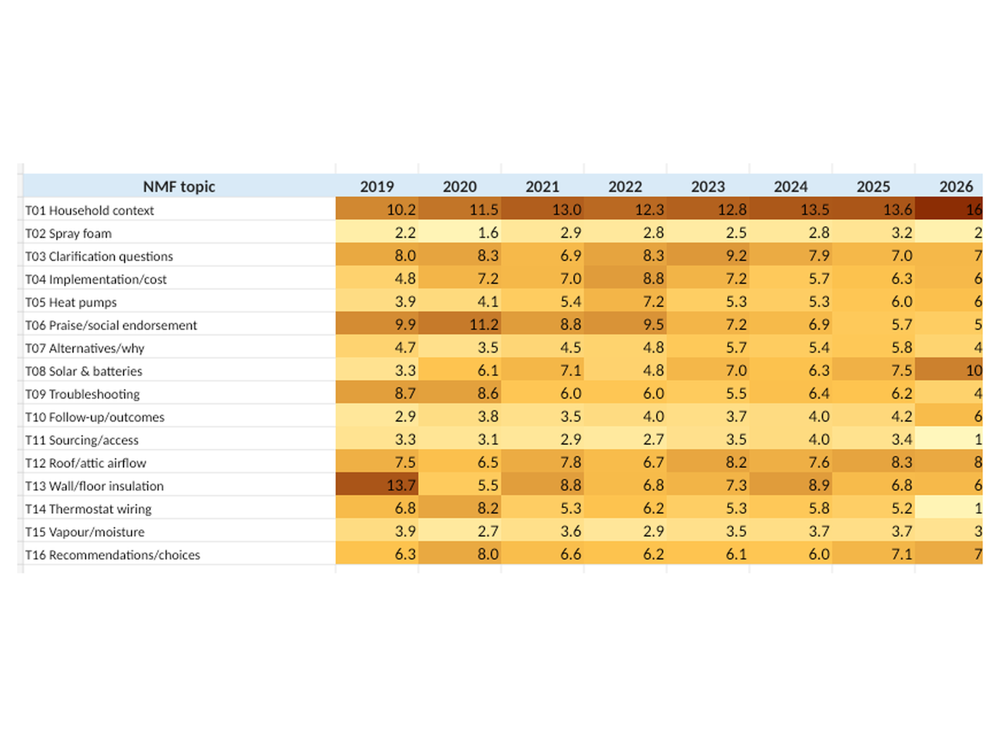 NMF topic 2019 2020 2021 2022 2023 2024 2025 2026
T01 Household context 10.2 11.5 13.0 12.3 12.8 13.5 13.6 16
T02 Spray foam 2.2 1.6 2.9 2.8 2.5 2.8 3.2 2
T03 Clarification questions 8.0 8.3 6.9 8.3 9.2 7.9 7.0 7
T04 Implementation/cost 4.8 7.2 7.0 8.8 7.2 5.7 6.3 6
T05 Heat pumps 3.9 4.1 5.4 7.2 5.3 5.3 6.0 6
T06 Praise/social endorsement 9.9 11.2 8.8 9.5 7.2 6.9 5.7 5
T07 Alternatives/why 4.7 3.5 4.5 4.8 5.7 5.4 5.8 4
T08 Solar & batteries 3.3 6.1 7.1 4.8 7.0 6.3 7.5 10
T09 Troubleshooting 8.7 8.6 6.0 6.0 5.5 6.4 6.2 4
T10 Follow-up/outcomes 2.9 3.8 3.5 4.0 3.7 4.0 4.2 6
T11 Sourcing/access 3.3 3.1 2.9 2.7 3.5 4.0 3.4 1
T12 Roof/attic airflow 7.5 6.5 7.8 6.7 8.2 7.6 8.3 8
T13 Wall/floor insulation 13.7 5.5 8.8 6.8 7.3 8.9 6.8 6
T14 Thermostat wiring 6.8 8.2 5.3 6.2 5.3 5.8 5.2 1
T15 Vapour/moisture 3.9 2.7 3.6 2.9 3.5 3.7 3.7 3
T16 Recommendations/choices 6.3 8.0 6.6 6.2 6.1 6.0 7.1 7